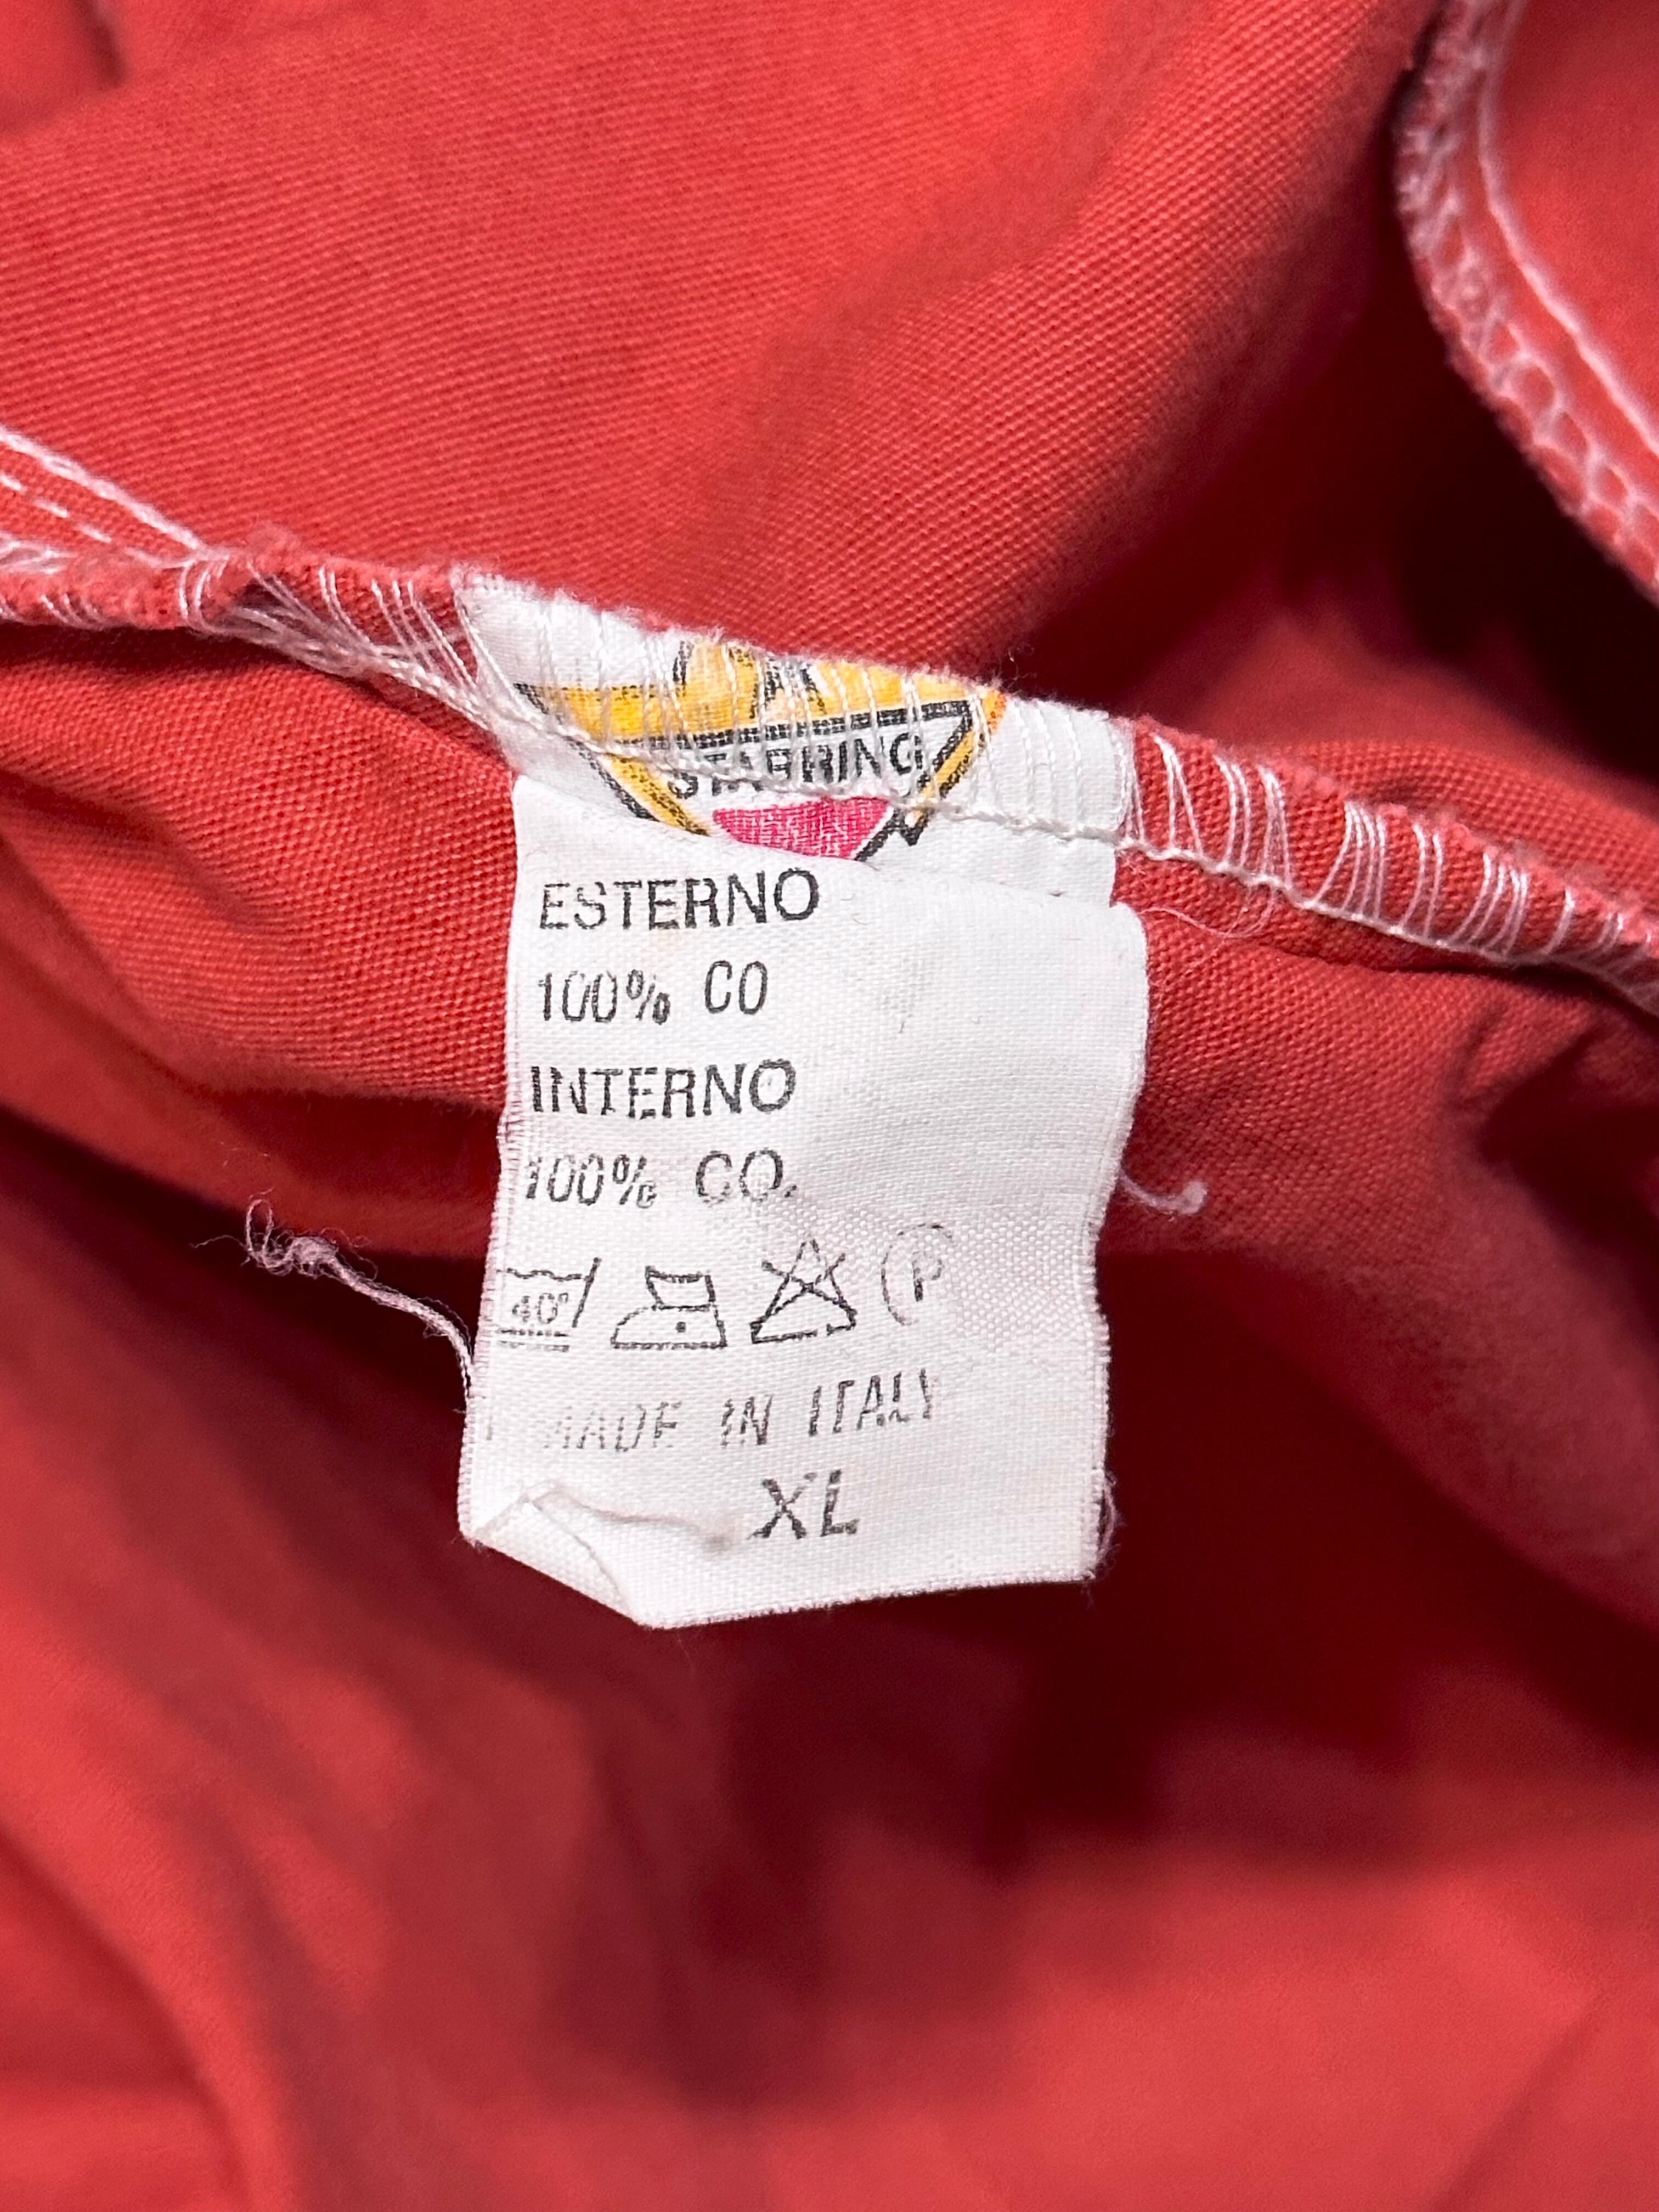 STARRING
ESTERNO
100% CO
INTERNO
100% CO.
40° P
MADE IN ITALY
XL